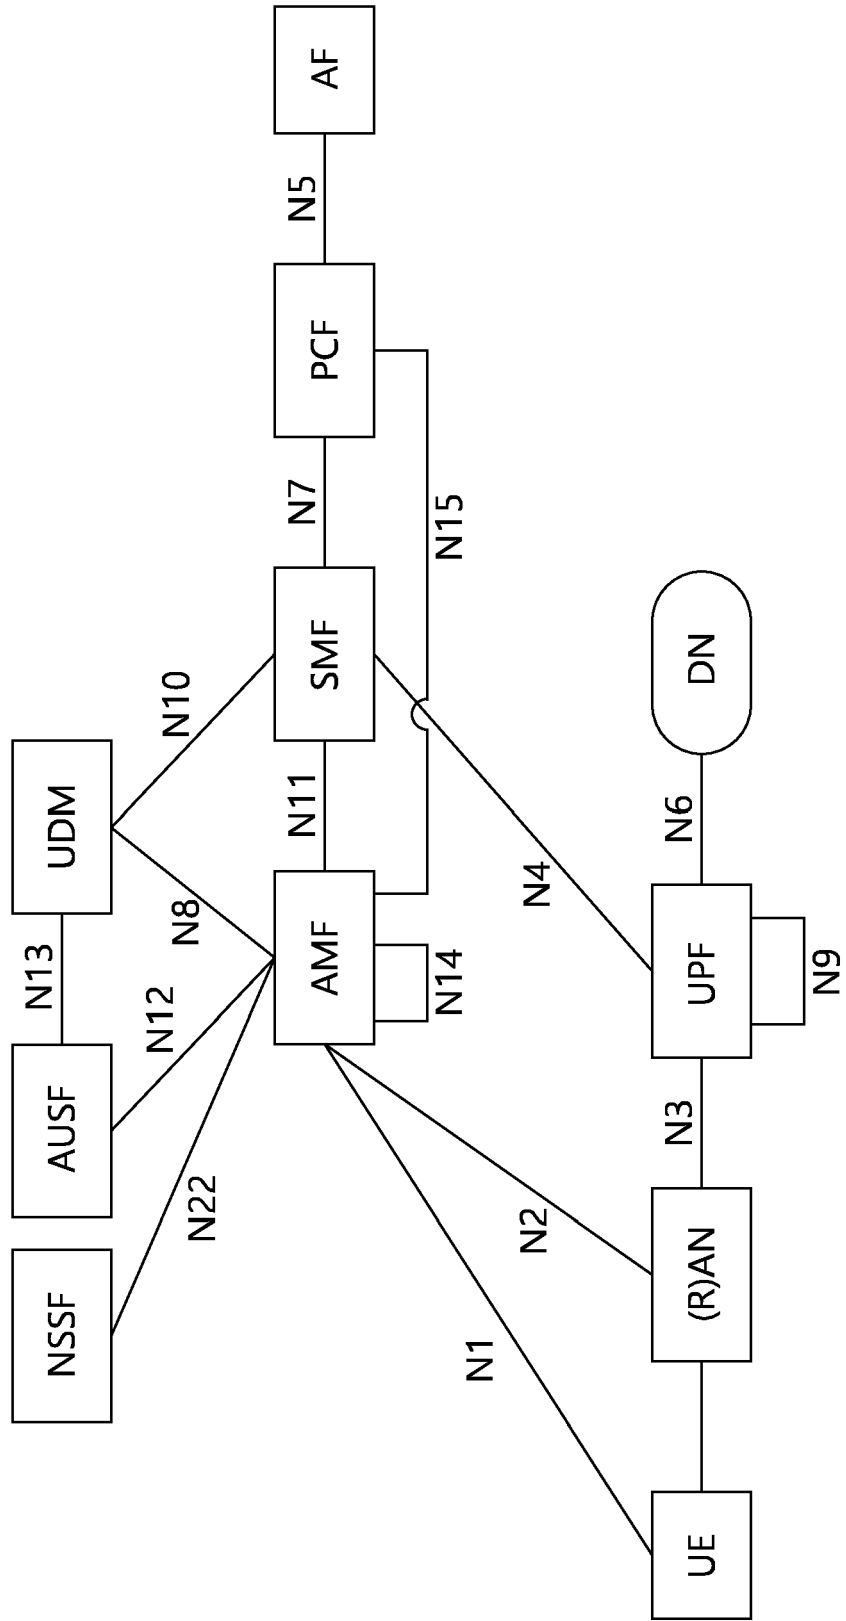 NSSF
AUSF
N13
UDM
N22
N12
N8
N10
AMF
N11
SMF
N7
PCF
N5
AF
N14
N15
N1
N2
N4
UE
(R)AN
N3
UPF
N6
DN
N9